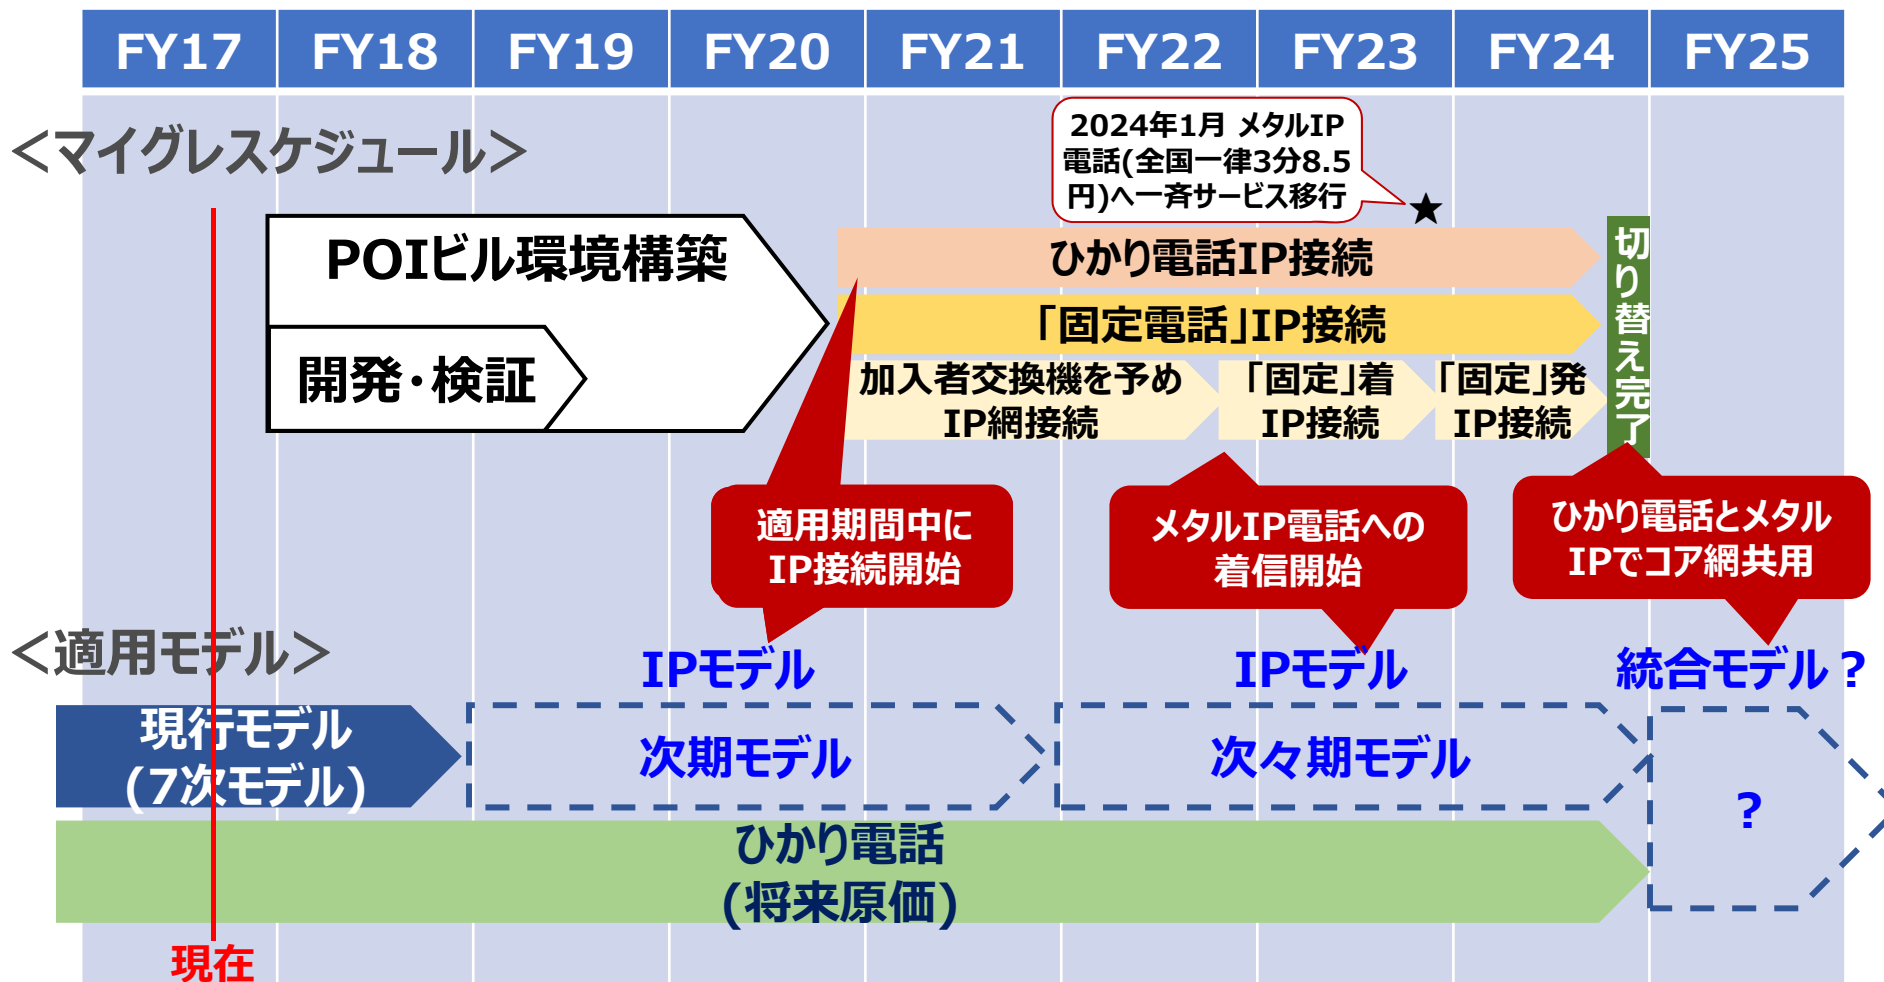 FY17 FY18 FY19 FY20 FY21 FY22 FY23 FY24 FY25
＜マイグレスケジュール＞
2024年1月 メタルIP
電話(全国一律3分8.5
円)へ一斉サービス移行
★
POIビル環境構築
開発・検証
ひかり電話IP接続
「固定電話」IP接続
加入者交換機を予め
IP網接続
「固定」着
IP接続
「固定」発
IP接続
切り替え完了
適用期間中に
IP接続開始
メタルIP電話への
着信開始
ひかり電話とメタル
IPでコア網共用
＜適用モデル＞
IPモデル
IPモデル
統合モデル？
現行モデル
(7次モデル)
次期モデル
次々期モデル
？
ひかり電話
(将来原価)
現在